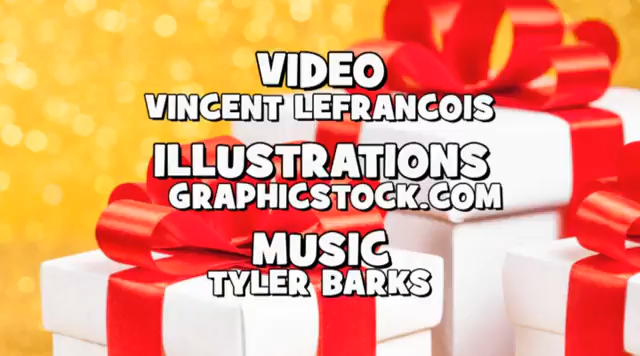 VIDEO
VINCENT LEFRANCOIS
ILLUSTRATIONS
GRAPHICSTOCK.COM
MUSIC
TYLER BARKS